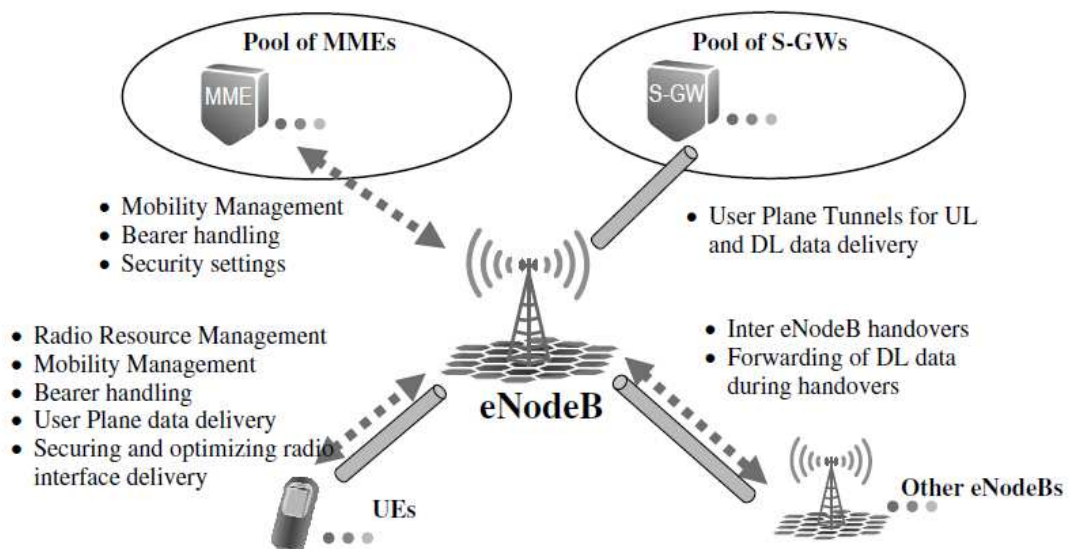 Pool of MMEs
Pool of S-GWs
MME
S-GW
• Mobility Management
• Bearer handling
• Security settings
• User Plane Tunnels for UL
and DL data delivery
• Radio Resource Management
• Mobility Management
• Bearer handling
• User Plane data delivery
• Securing and optimizing radio
interface delivery
• Inter eNodeB handovers
• Forwarding of DL data
during handovers
eNodeB
UEs
Other eNodeBs